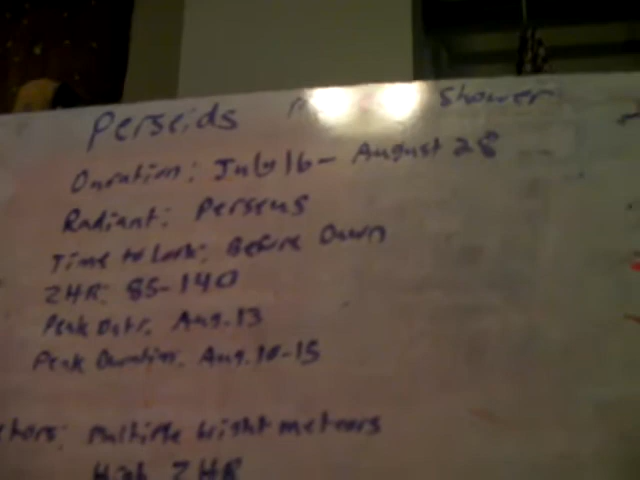 Perseids Shower
Duration: July 16 - August 28
Radiant: Perseus
Time to Look: Before Dawn
ZHR: 85-140
Peak Date: Aug. 13
Peak Duration: Aug. 10-15
Multiple bright meteors
High ZHR